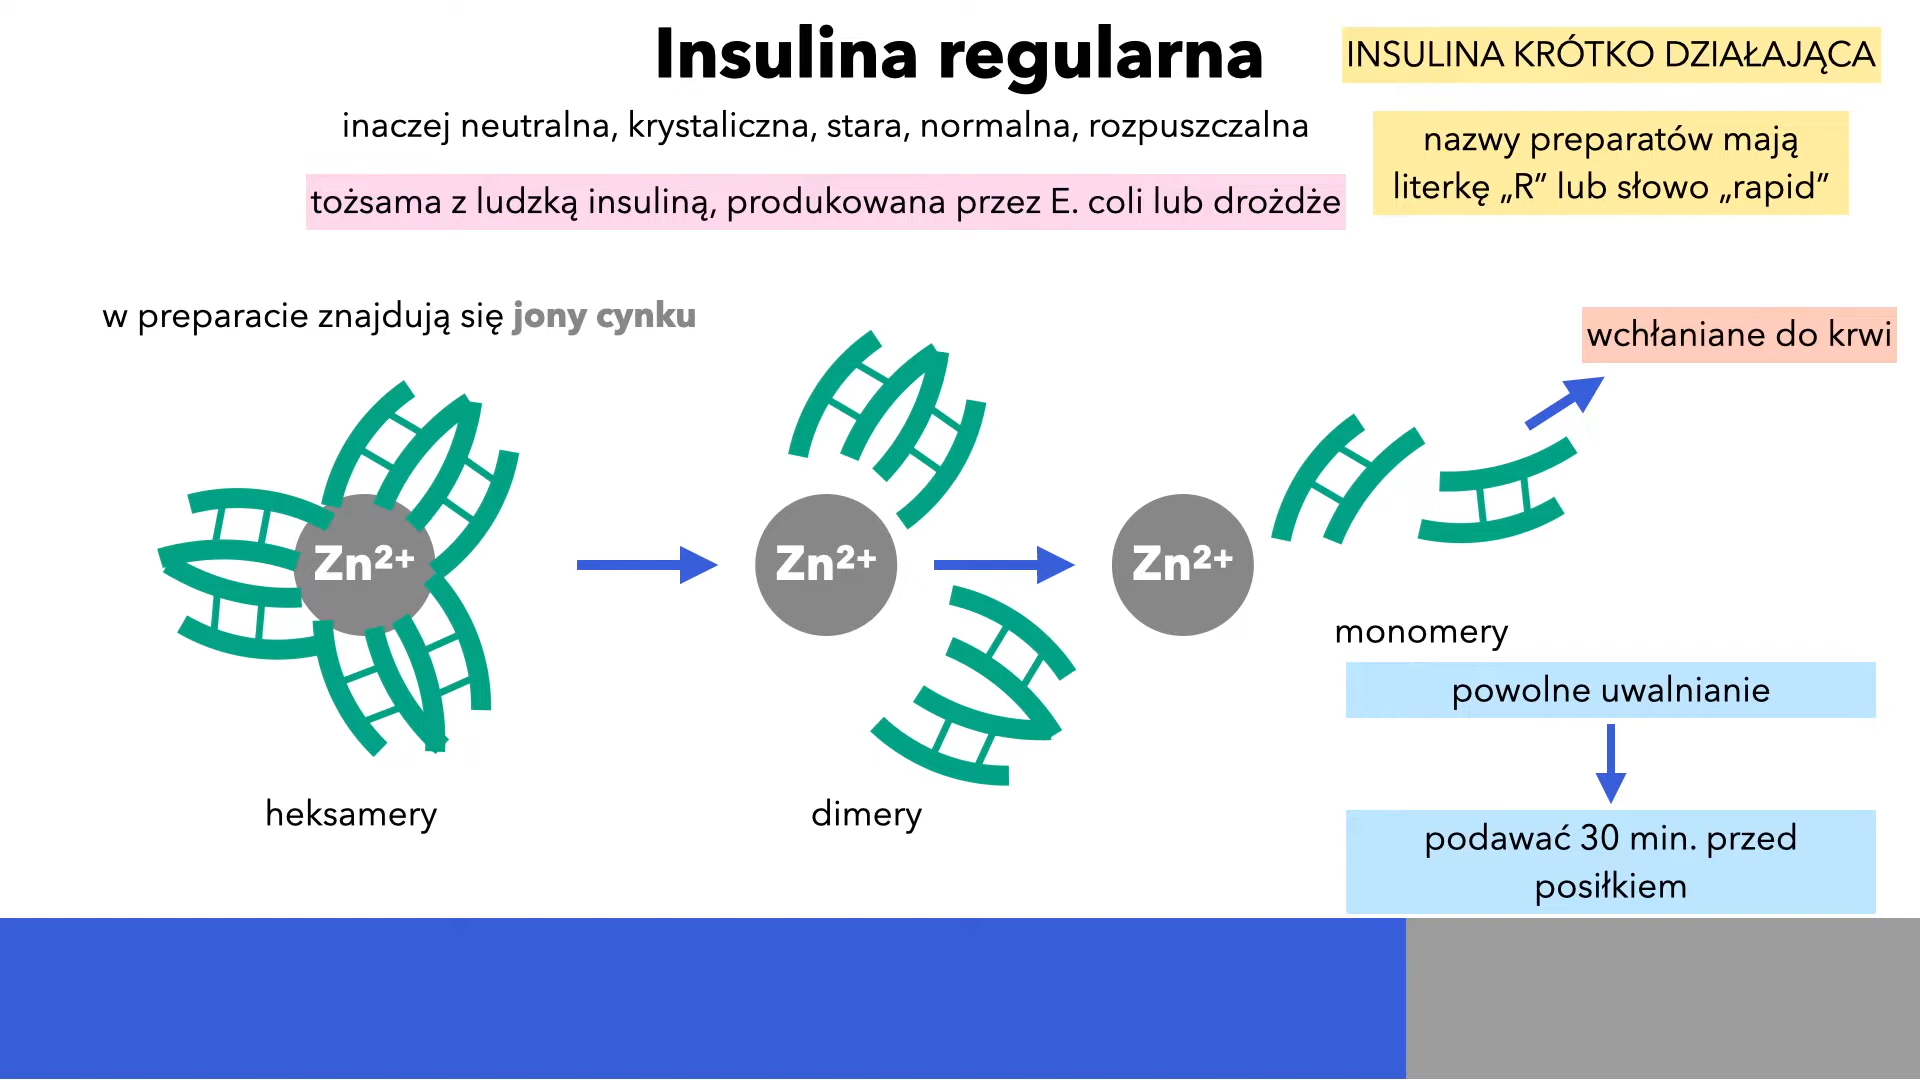 Insulina regularna
INSULINA KRÓTKO DZIAŁAJĄCA
inaczej neutralna, krystaliczna, stara, normalna, rozpuszczalna
nazwy preparatów mają
literkę „R” lub słowo „rapid”
tożsama z ludzką insuliną, produkowana przez E. coli lub drożdże
w preparacie znajdują się jony cynku
wchłaniane do krwi
Zn²⁺
Zn²⁺
Zn²⁺
monomery
powolne uwalnianie
heksamery
dimery
podawać 30 min. przed
posiłkiem